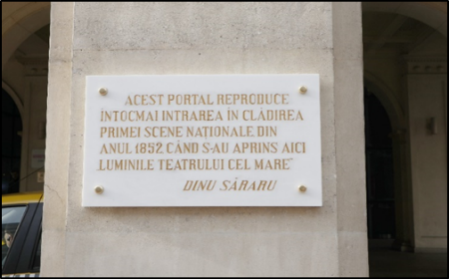 ACEST PORTAL REPRODUCE
ÎNTOCMAI INTRAREA ÎN CLĂDIREA
PRIMEI SCENE NAȚIONALE, DIN
ANUL 1852, CÂND S-AU APRINS AICI
LUMINILE TEATRULUI CEL MARE"
DINU SĂRARU